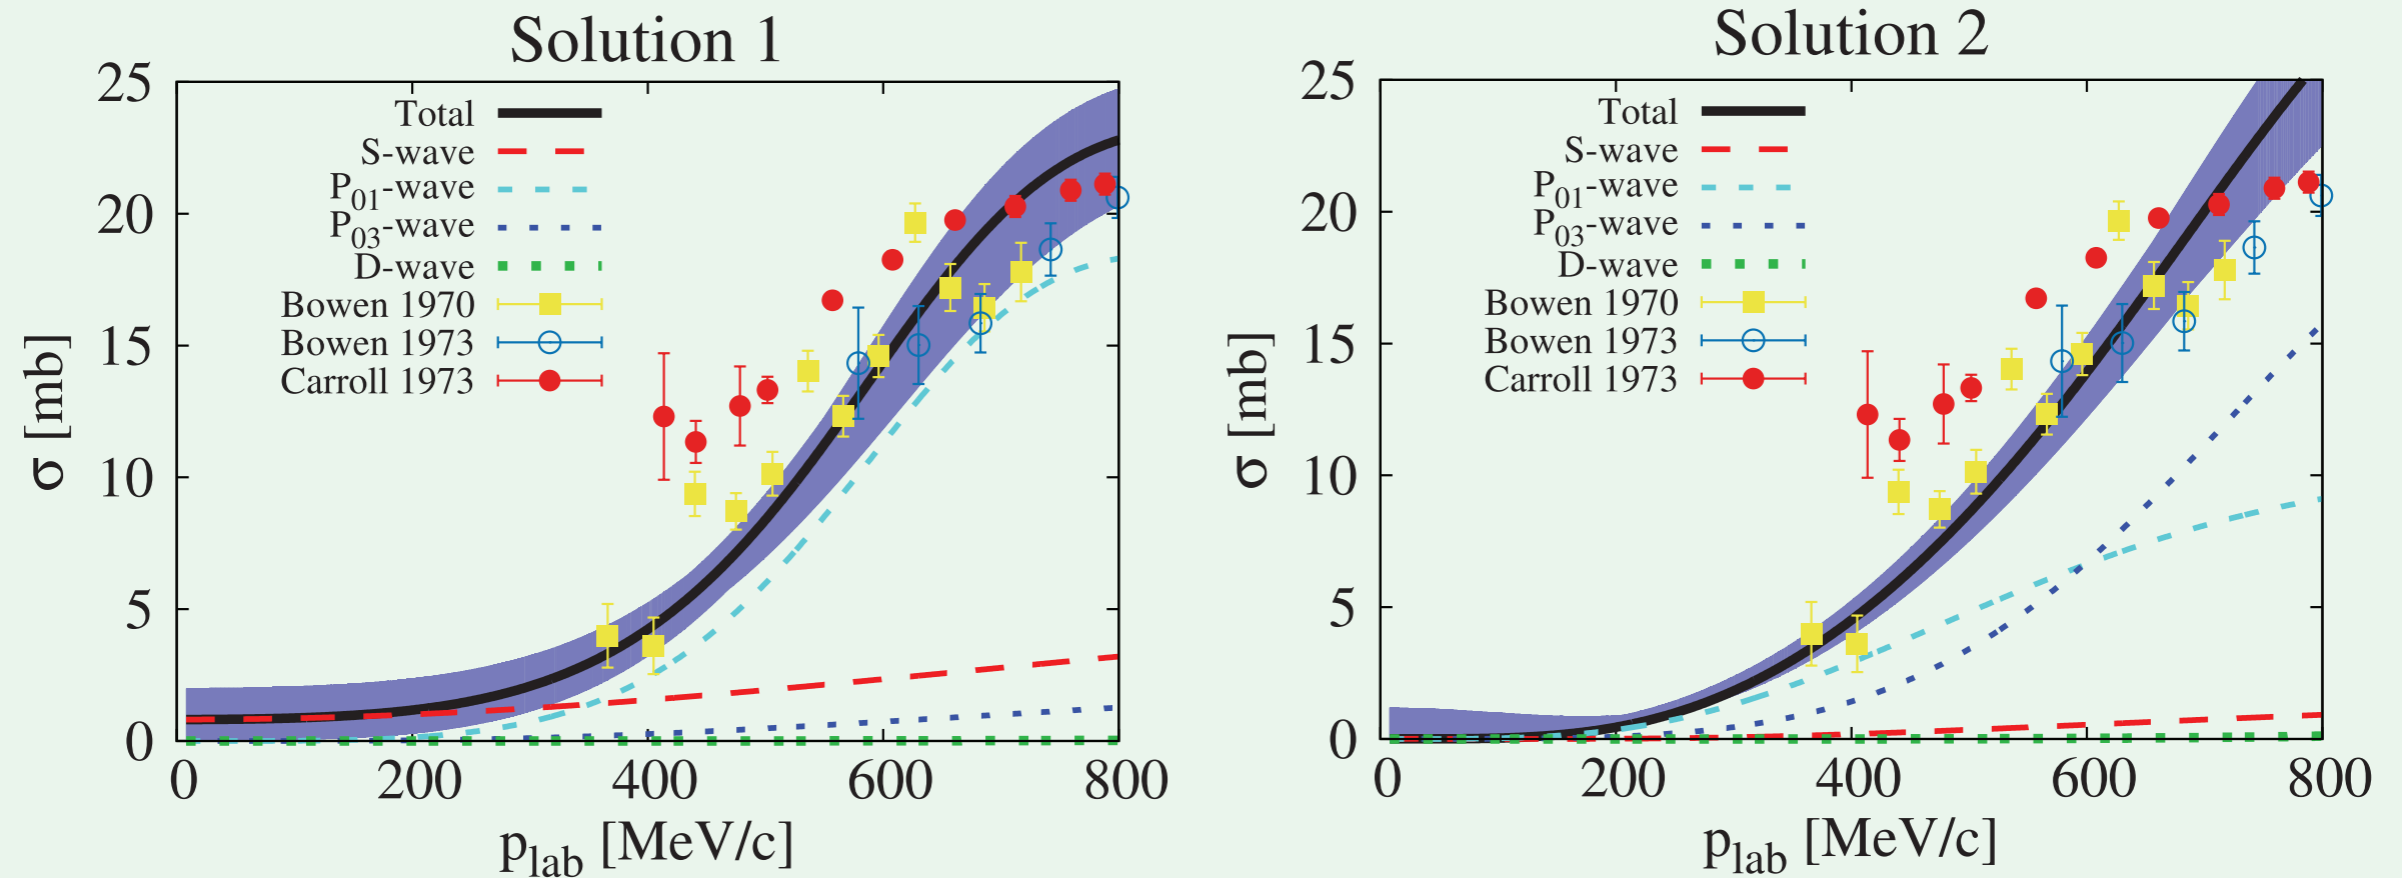 Solution 1
25
20
15
10
5
0
σ [mb]
Total
S-wave
P01-wave
P03-wave
D-wave
Bowen 1970
Bowen 1973
Carroll 1973
0 200 400 600 800
plab [MeV/c]
Solution 2
25
20
15
10
5
0
σ [mb]
Total
S-wave
P01-wave
P03-wave
D-wave
Bowen 1970
Bowen 1973
Carroll 1973
0 200 400 600 800
plab [MeV/c]